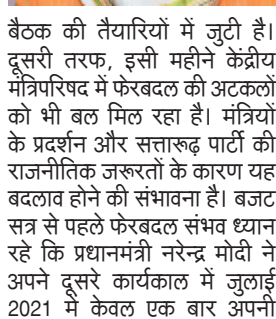 बैठक की तैयारियों में जुटी है।
दूसरी तरफ, इसी महीने केंद्रीय
मंत्रिपरिषद में फेरबदल की अटकलों
को भी बल मिल रहा है। मंत्रियों
के प्रदर्शन और सत्तारूढ़ पार्टी की
राजनीतिक जरूरतों के कारण यह
बदलाव होने की संभावना है। बजट
सत्र से पहले फेरबदल संभव ध्यान
रहे कि प्रधानमंत्री नरेन्द्र मोदी ने
अपने दूसरे कार्यकाल में जुलाई
2021 में केवल एक बार अपनी